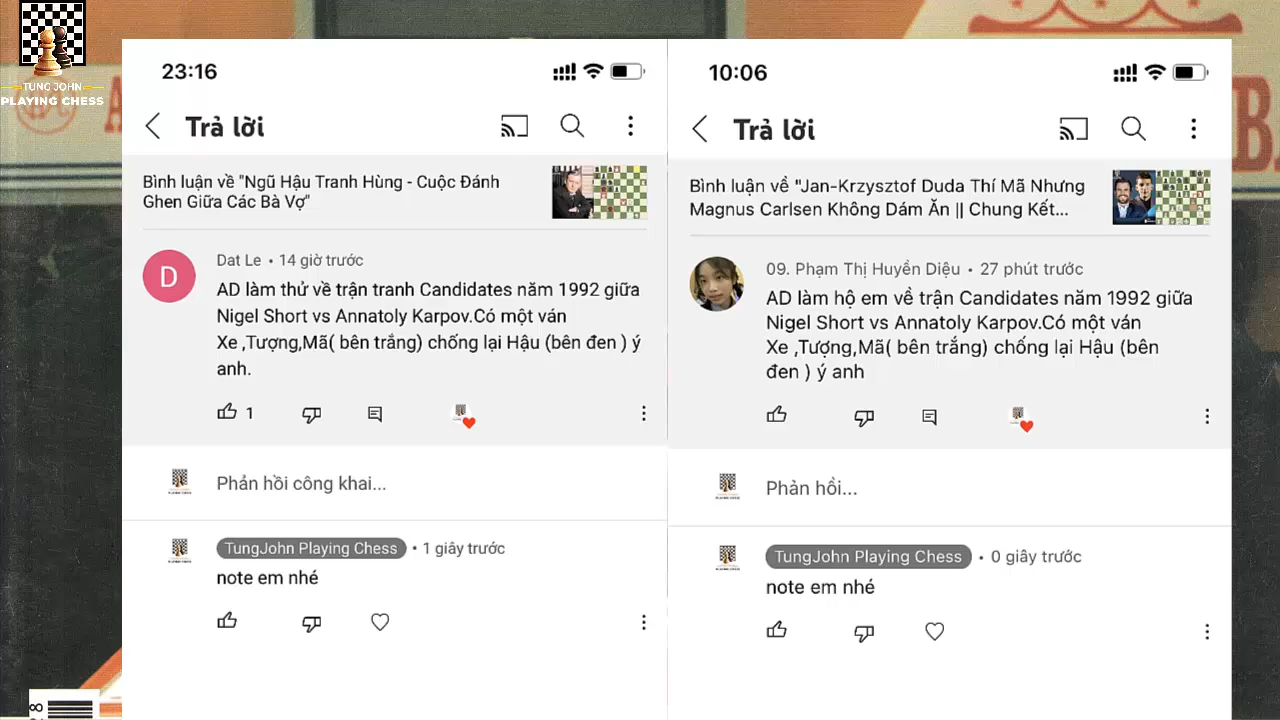 TUNG JOHN
PLAYING CHESS
23:16
Trả lời
Bình luận về "Ngũ Hậu Tranh Hùng - Cuộc Đánh
Ghen Giữa Các Bà Vợ"
D
Dat Le • 14 giờ trước
AD làm thử về trận tranh Candidates năm 1992 giữa
Nigel Short vs Annatoly Karpov.Có một ván
Xe ,Tượng,Mã( bên trắng) chống lại Hậu (bên đen ) ý
anh.
1
Phản hồi công khai...
TungJohn Playing Chess • 1 giây trước
note em nhé
10:06
Trả lời
Bình luận về "Jan-Krzysztof Duda Thí Mã Nhưng
Magnus Carlsen Không Dám Ăn || Chung Kết...
09. Phạm Thị Huyền Diệu • 27 phút trước
AD làm hộ em về trận Candidates năm 1992 giữa
Nigel Short vs Annatoly Karpov.Có một ván
Xe ,Tượng,Mã( bên trắng) chống lại Hậu (bên
đen ) ý anh
Phản hồi...
TungJohn Playing Chess • 0 giây trước
note em nhé
8